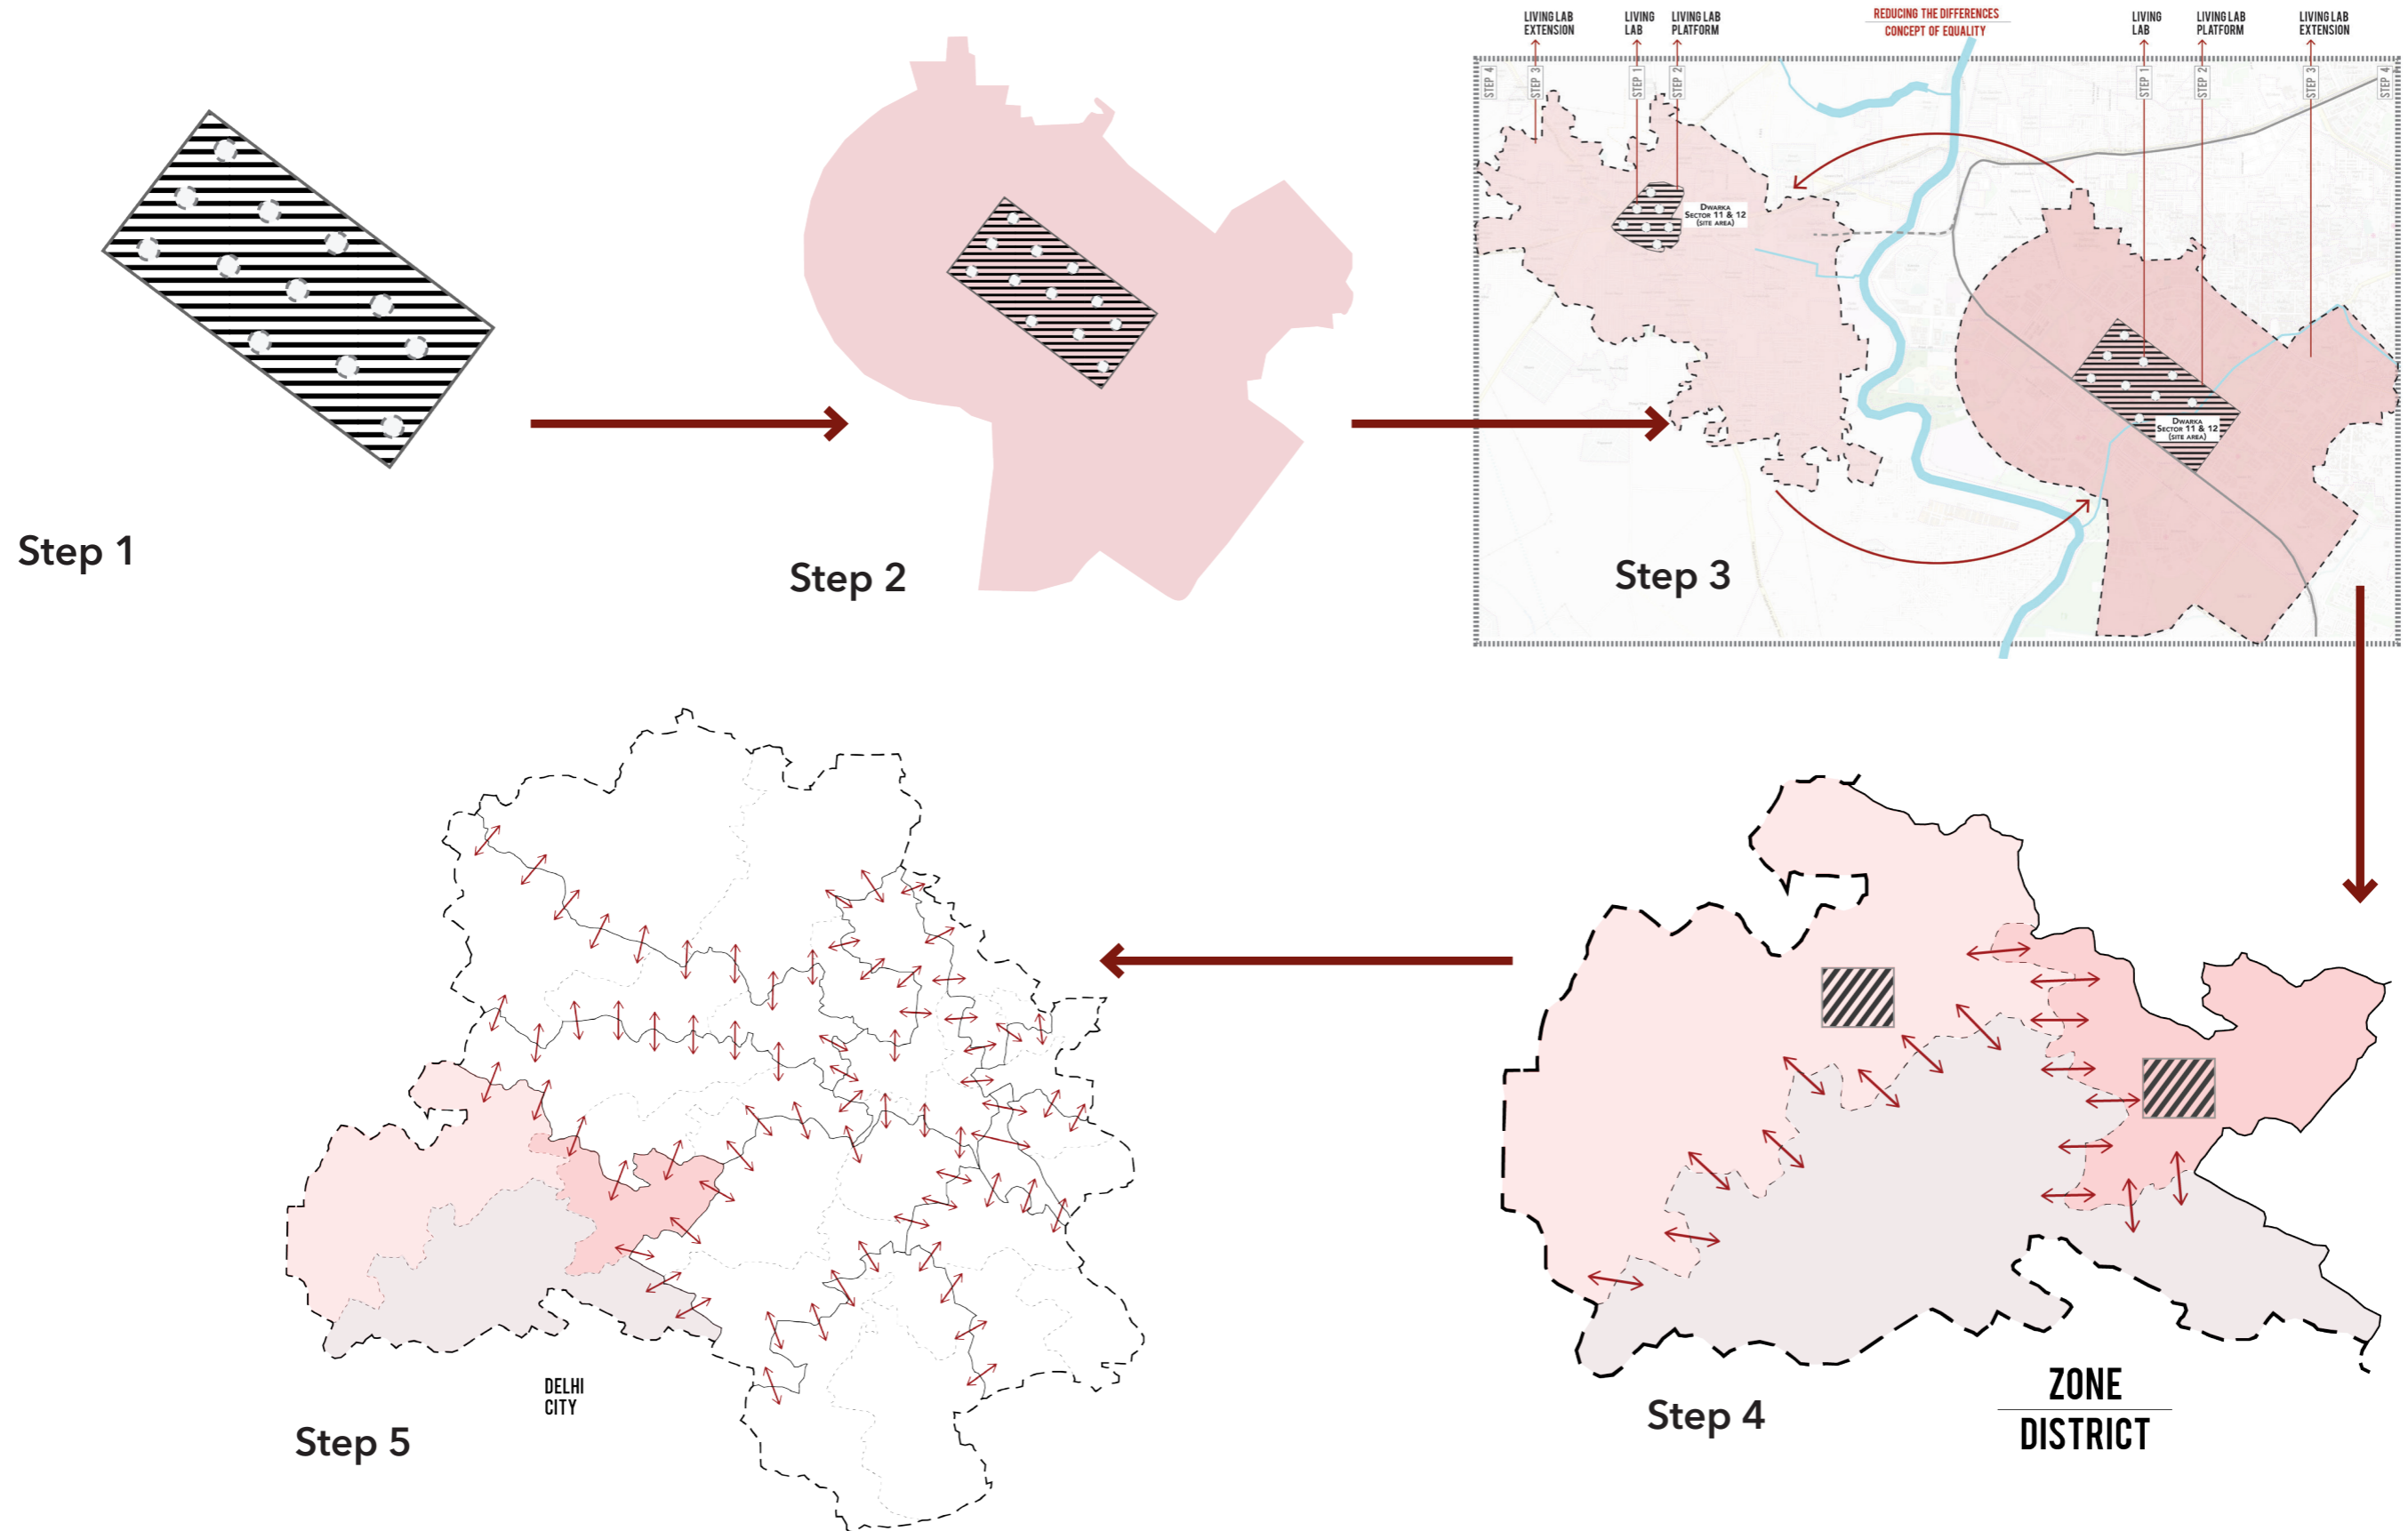 LIVING LAB
EXTENSION
LIVING
LAB
LIVING LAB
PLATFORM
REDUCING THE DIFFERENCES
CONCEPT OF EQUALITY
LIVING
LAB
LIVING LAB
PLATFORM
LIVING LAB
EXTENSION
STEP 4
STEP 3
STEP 1
STEP 2
STEP 1
STEP 2
STEP 3
STEP 4
DWARKA
SECTOR 11 & 12
(SITE AREA)
DWARKA
SECTOR 11 & 12
(SITE AREA)
Step 1
Step 2
Step 3
DELHI
CITY
Step 5
Step 4
ZONE
DISTRICT